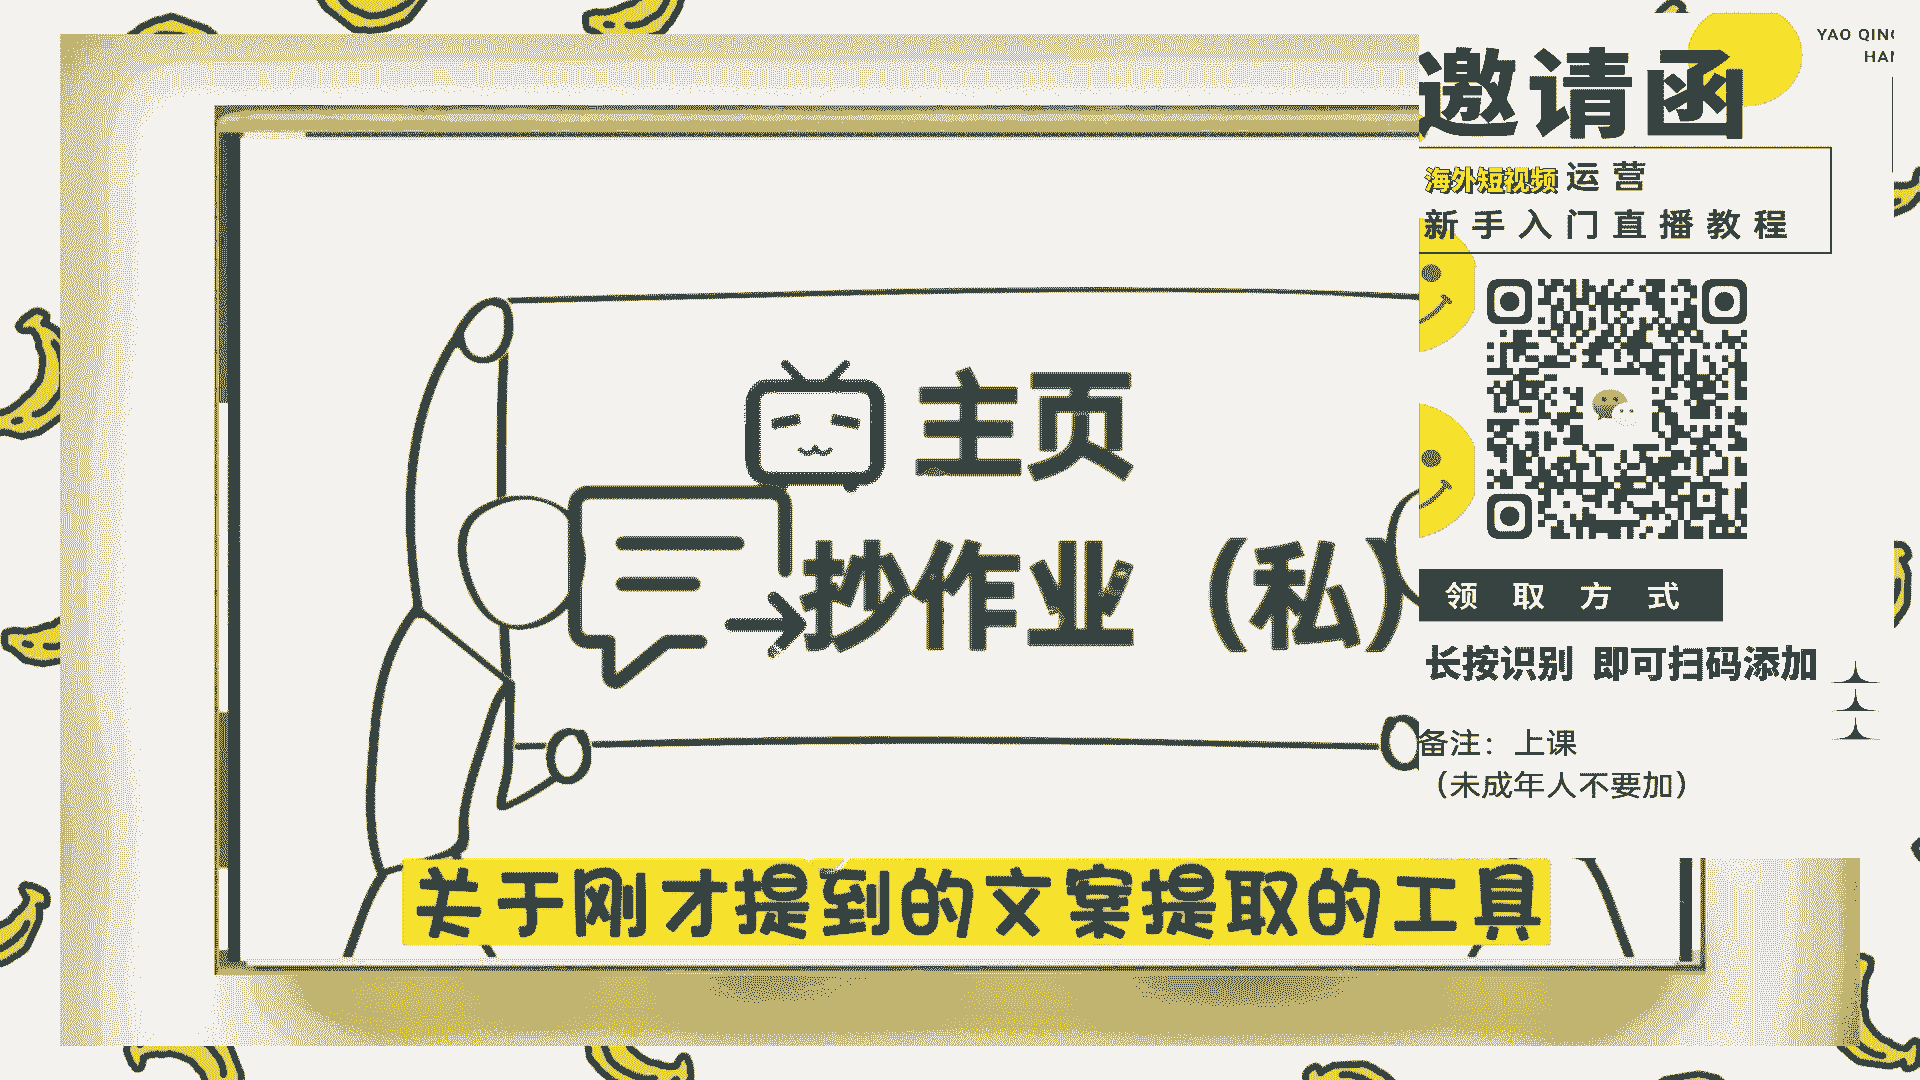 主页
抄作业（私）
关于刚才提到的文案提取的工具
YAO QING
HAN
邀请函
海外短视频运营
新手入门直播教程
领取方式
长按识别 即可扫码添加
备注：上课
（未成年人不要加）